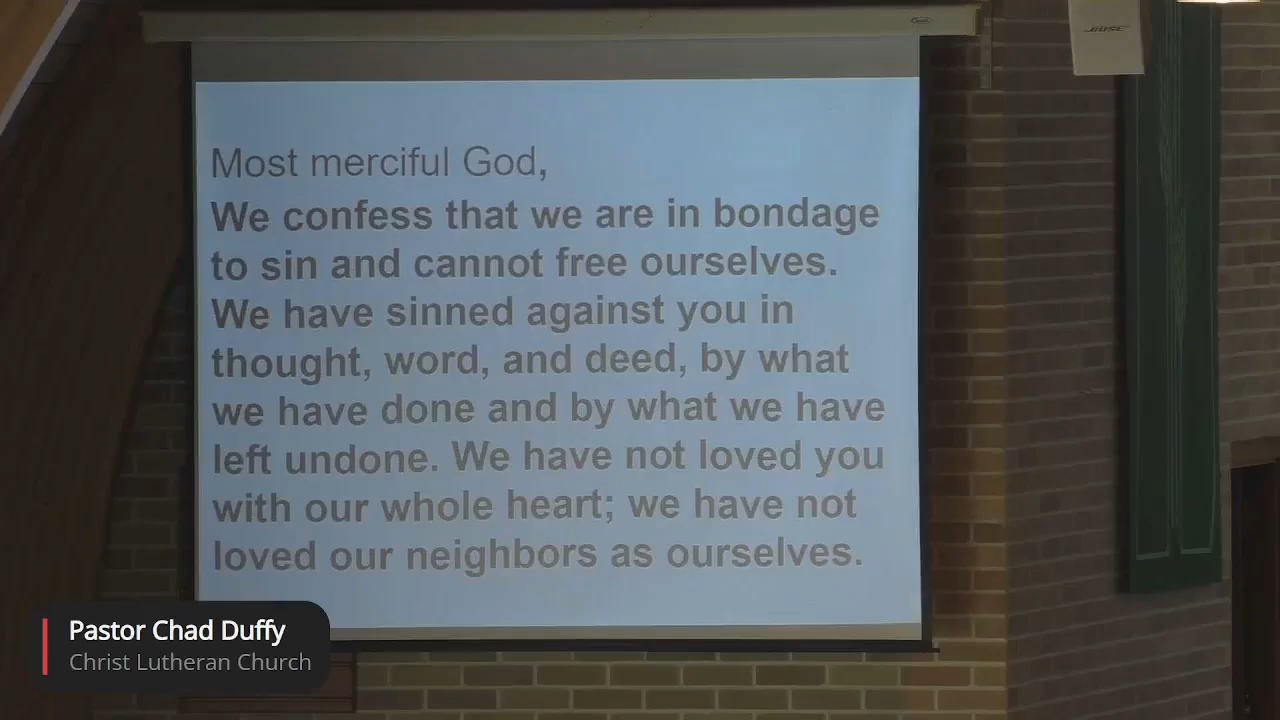 BOSE
Most merciful God,
We confess that we are in bondage
to sin and cannot free ourselves.
We have sinned against you in
thought, word, and deed, by what
we have done and by what we have
left undone. We have not loved you
with our whole heart; we have not
loved our neighbors as ourselves.
Pastor Chad Duffy
Christ Lutheran Church